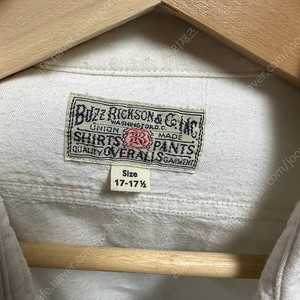 BUZZ RICKSON & CO. INC.
WASHINGTON D.C.
UNION MADE
SHIRTS R PANTS
QUALITY OVERALLS GARMENTS
Size
17-17½